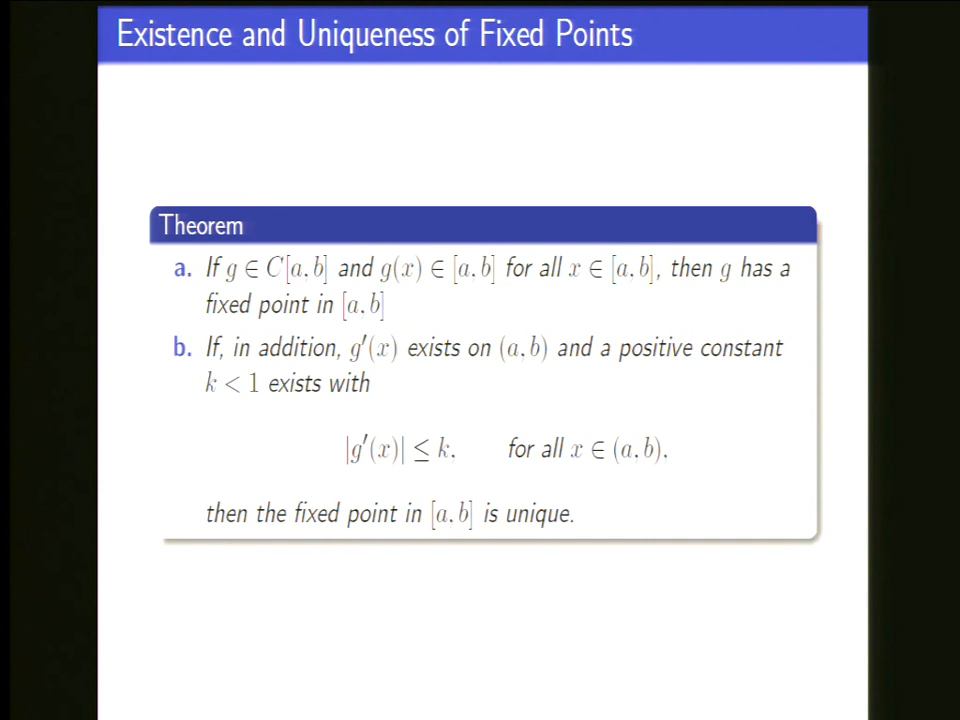 Existence and Uniqueness of Fixed Points
Theorem
a. If g ∈ C[a, b] and g(x) ∈ [a, b] for all x ∈ [a, b], then g has a
fixed point in [a, b]
b. If, in addition, g′(x) exists on (a, b) and a positive constant
k < 1 exists with
|g′(x)| ≤ k, for all x ∈ (a, b),
then the fixed point in [a, b] is unique.